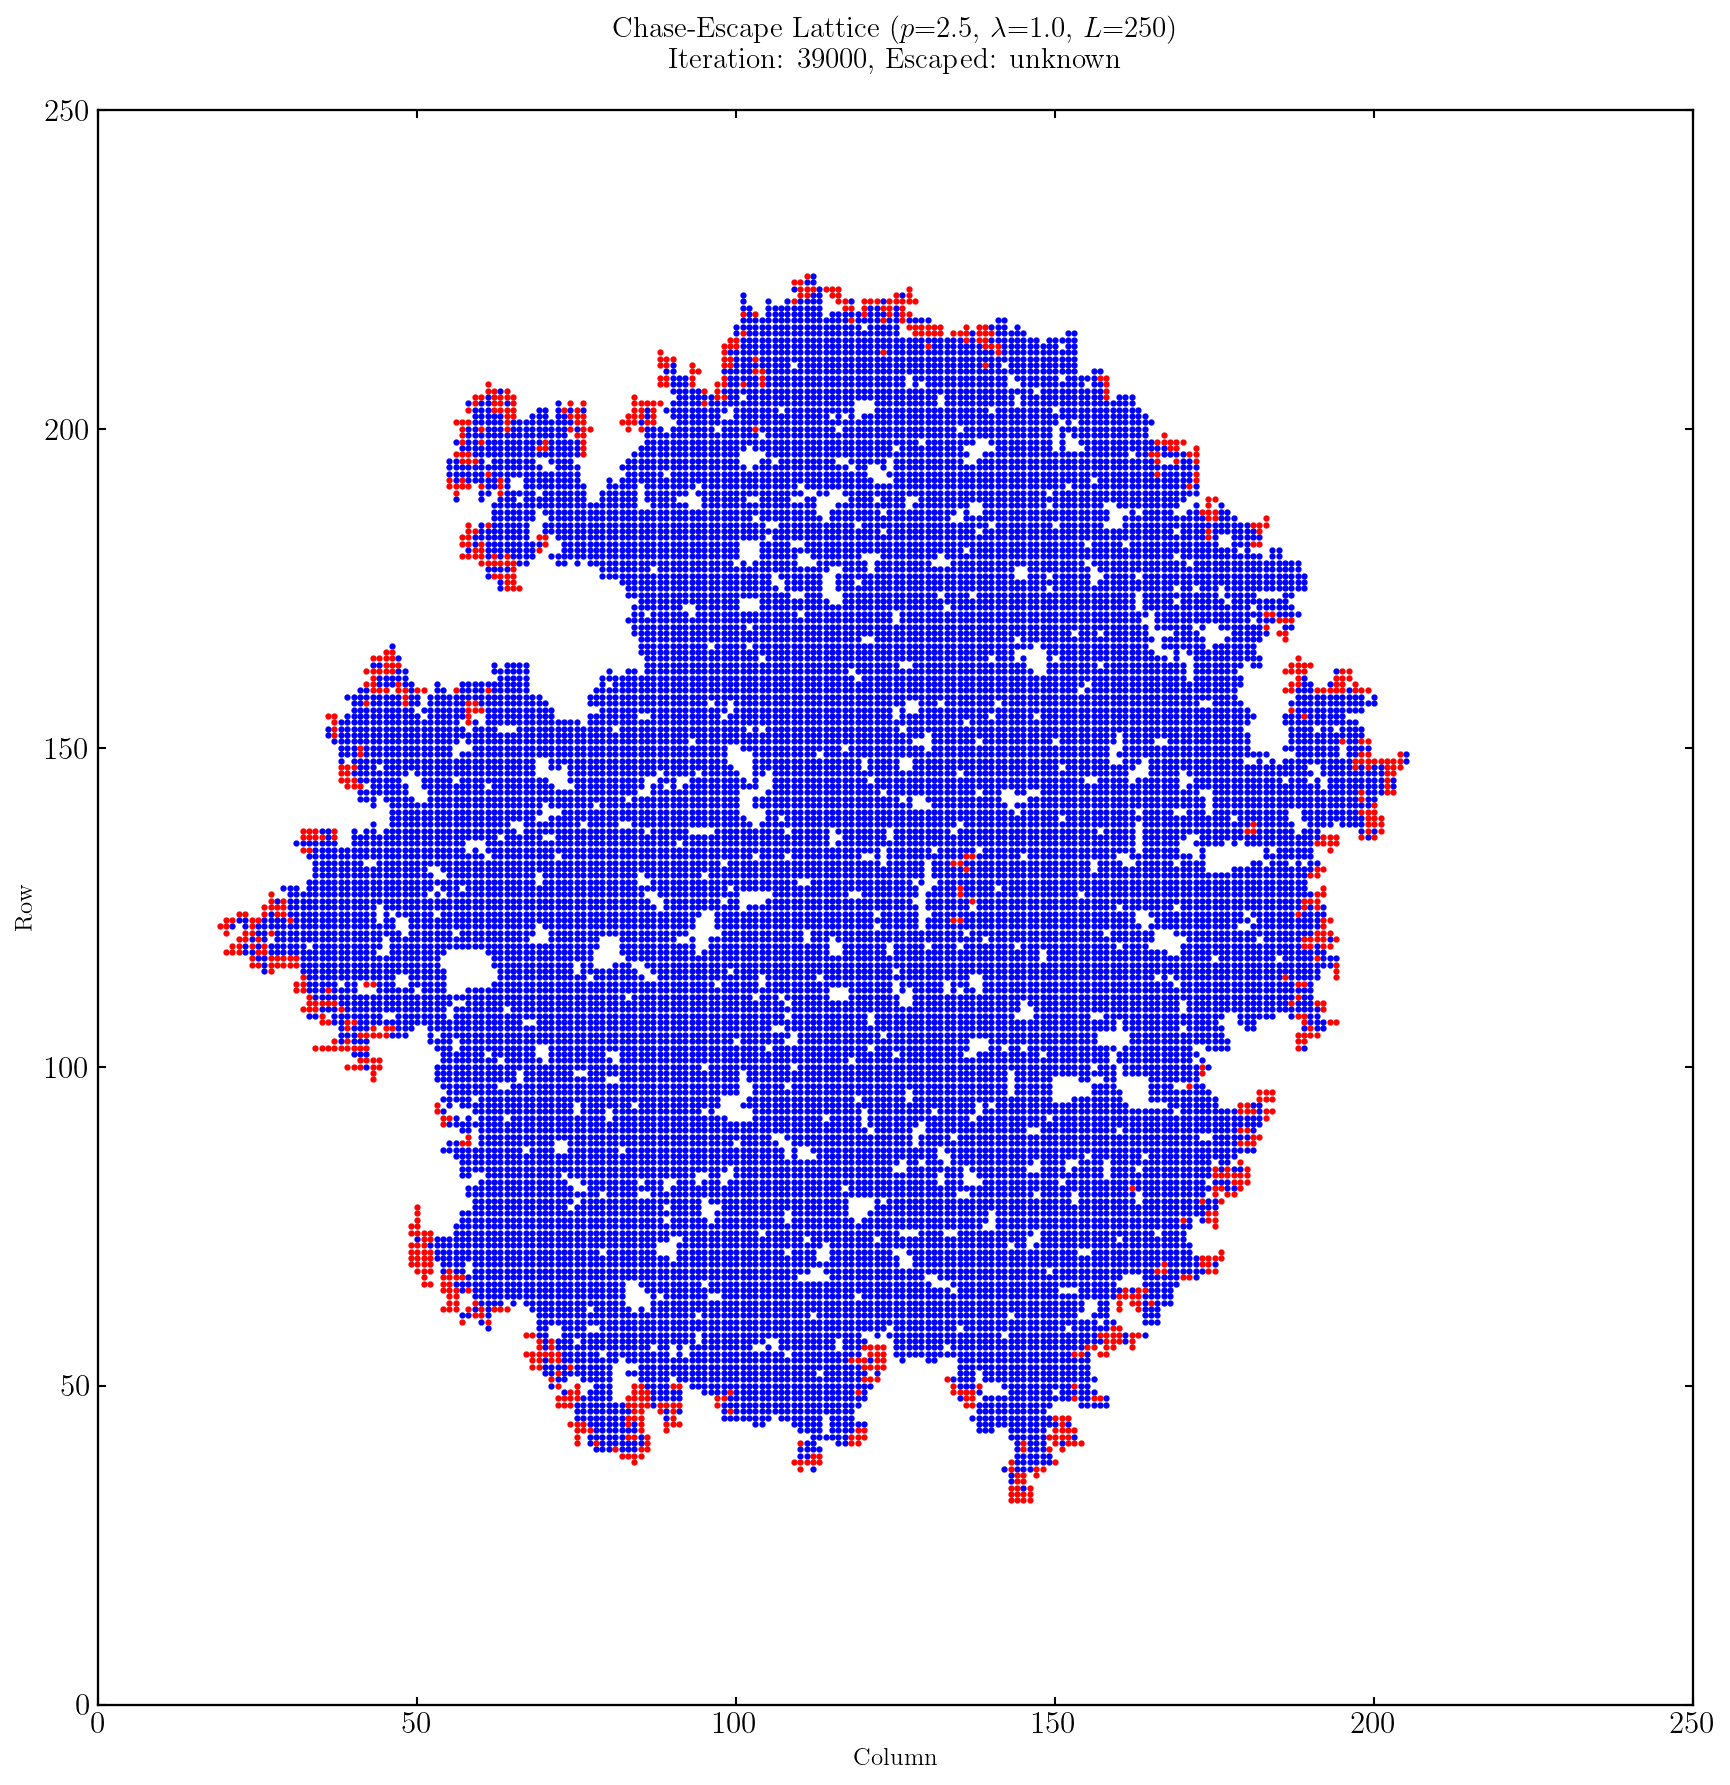 Chase-Escape Lattice (p=2.5, λ=1.0, L=250)
Iteration: 39000, Escaped: unknown
250
200
150
100
50
0
Row
0 50 100 150 200 250
Column